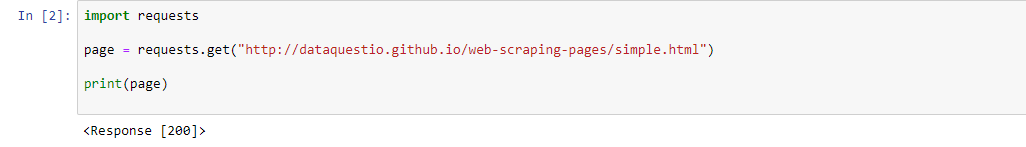 In [2]: import requests
page = requests.get("http://dataquestio.github.io/web-scraping-pages/simple.html")
print(page)
<Response [200]>